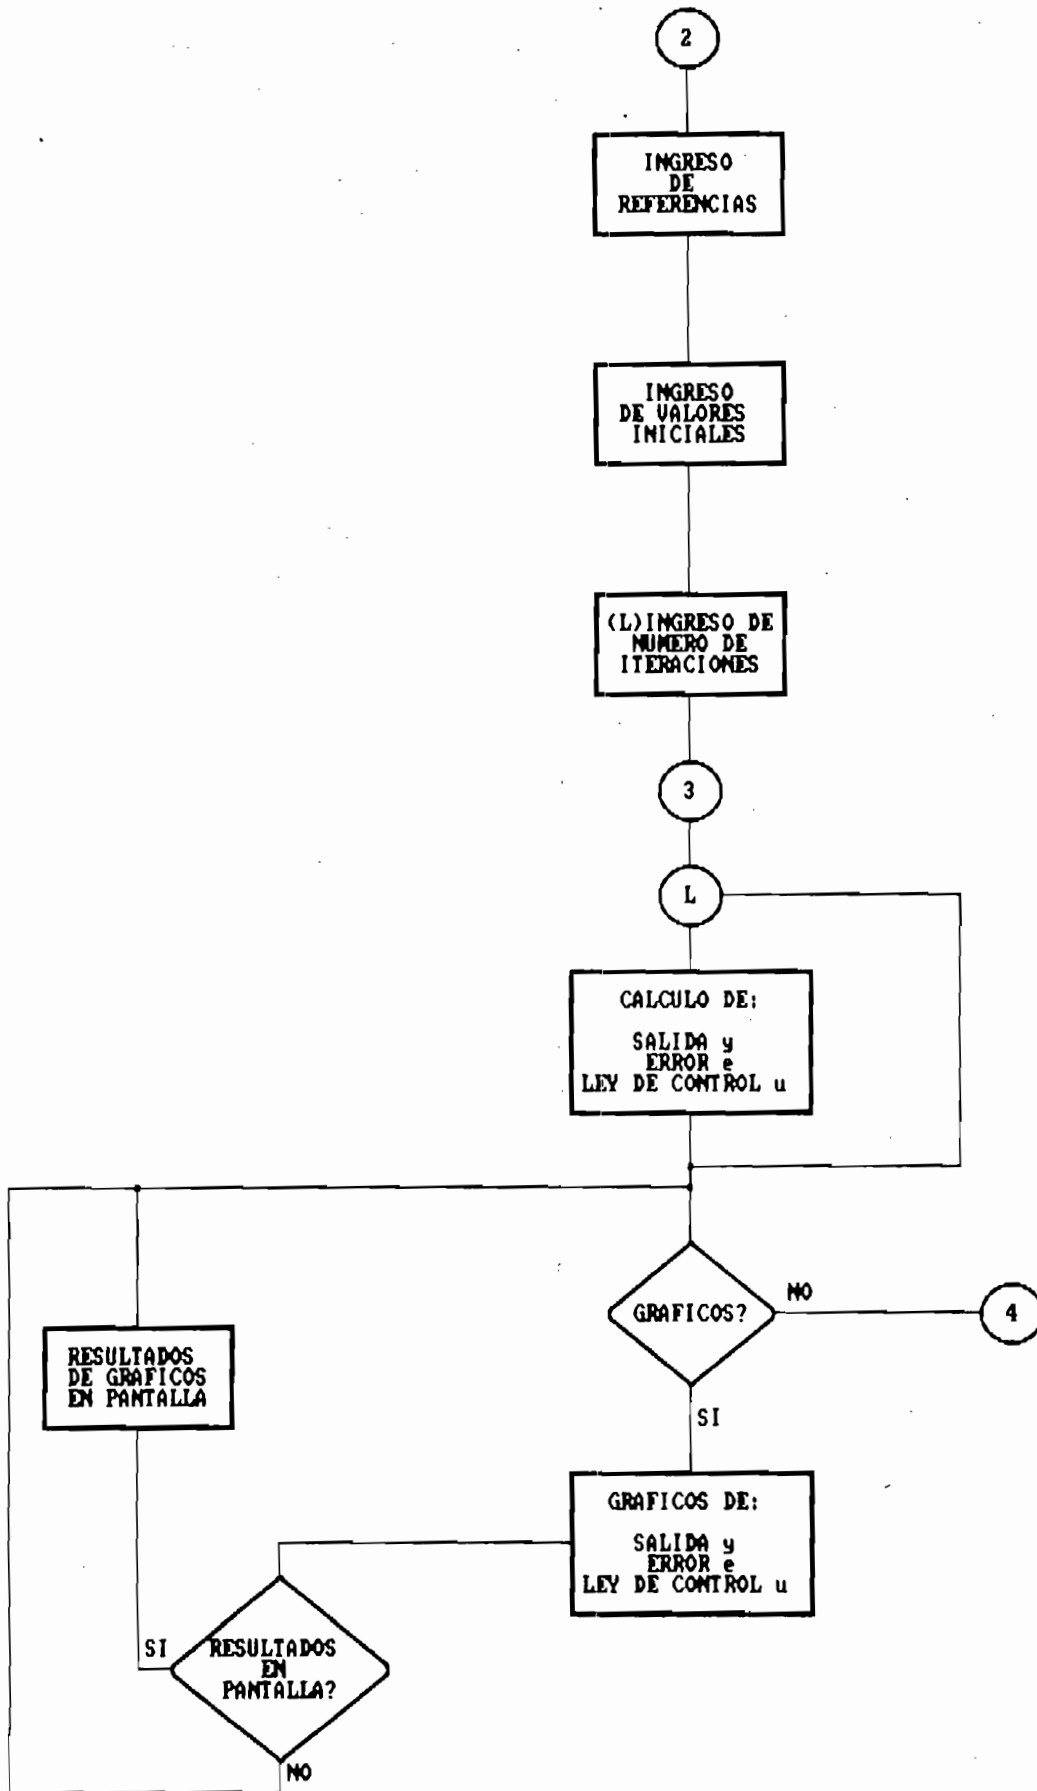 2
INGRESO
DE
REFERENCIAS
INGRESO
DE VALORES
INICIALES
(L)INGRESO DE
NUMERO DE
ITERACIONES
3
L
CALCULO DE:
SALIDA y
ERROR e
LEY DE CONTROL u
GRAFICOS?
NO
4
SI
RESULTADOS
DE GRAFICOS
EN PANTALLA
GRAFICOS DE:
SALIDA y
ERROR e
LEY DE CONTROL u
SI
RESULTADOS
EN
PANTALLA?
NO